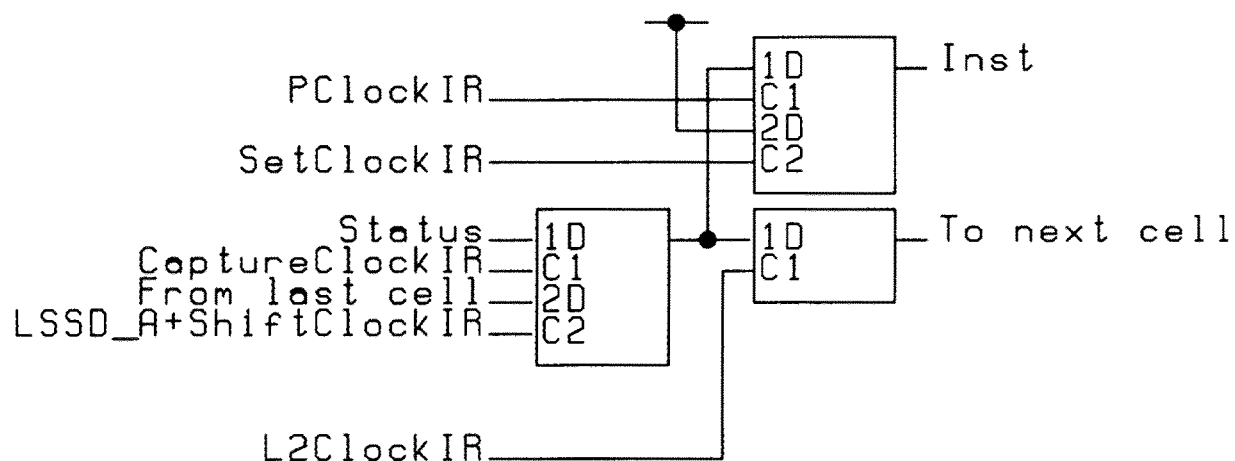 1D
Inst
PClockIR
C1
2D
SetClockIR
C2
Status
1D
1D
To next cell
CaptureClockIR
C1
C1
From last cell
2D
LSSD_A+ShiftClockIR
C2
L2ClockIR